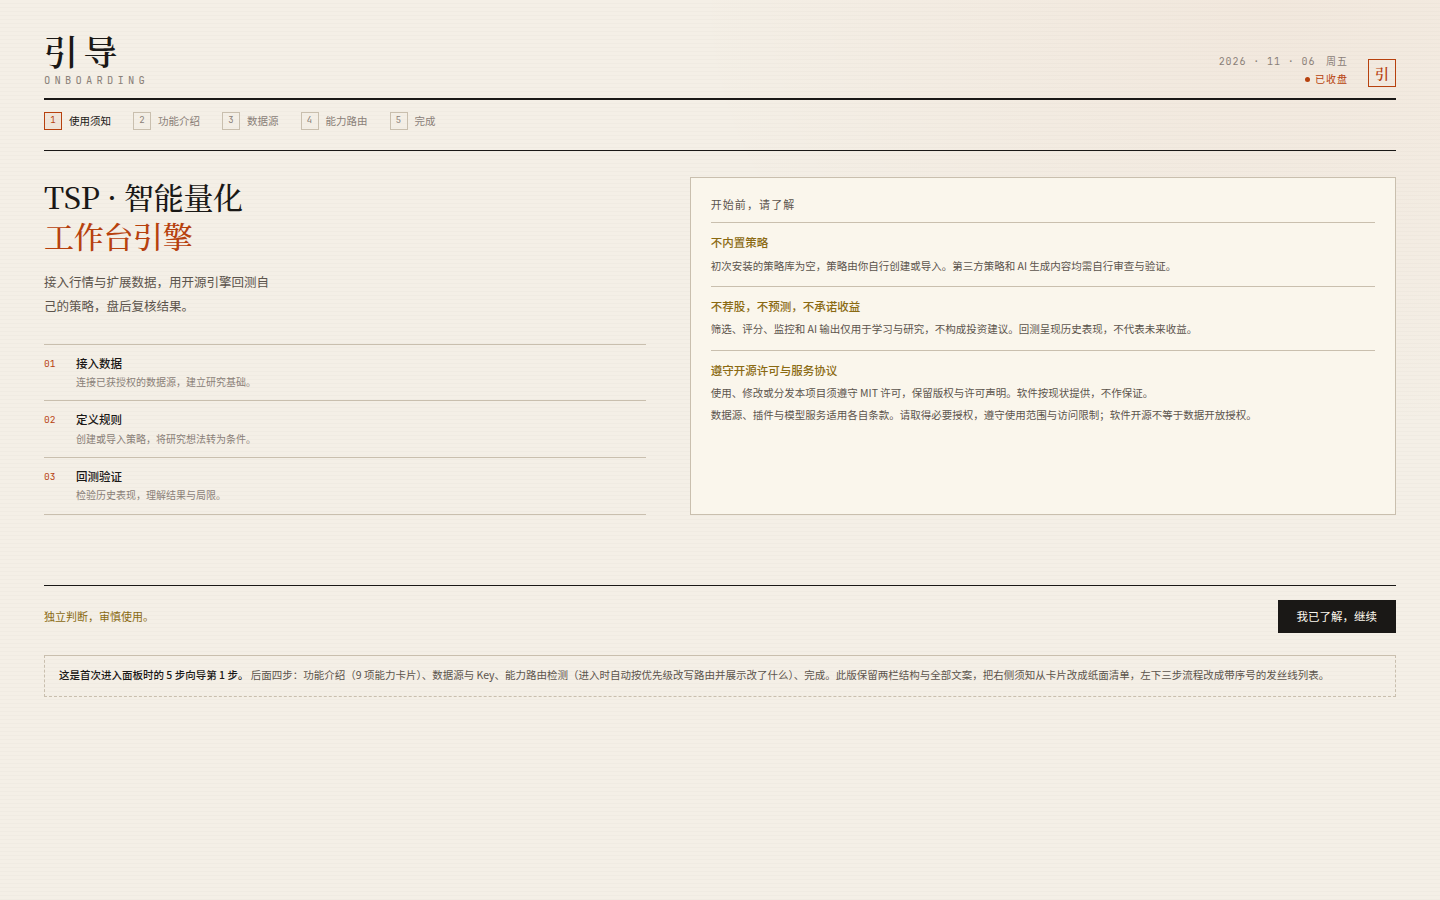 引导
ONBOARDING
2026 · 11 · 06 周五
已收盘
引
1 使用须知 2 功能介绍 3 数据源 4 能力路由 5 完成
TSP · 智能量化
工作台引擎
接入行情与扩展数据，用开源引擎回测自
己的策略，盘后复核结果。
01 接入数据
连接已获授权的数据源，建立研究基础。
02 定义规则
创建或导入策略，将研究想法转为条件。
03 回测验证
检验历史表现，理解结果与局限。
开始前，请了解
不内置策略
初次安装的策略库为空，策略由你自行创建或导入。第三方策略和 AI 生成内容均需自行审查与验证。
不荐股，不预测，不承诺收益
筛选、评分、监控和 AI 输出仅用于学习与研究，不构成投资建议。回测呈现历史表现，不代表未来收益。
遵守开源许可与服务协议
使用、修改或分发本项目须遵守 MIT 许可，保留版权与许可声明。软件按现状提供，不作保证。
数据源、插件与模型服务适用各自条款。请取得必要授权，遵守使用范围与访问限制；软件开源不等于数据开放授权。
独立判断，审慎使用。
我已了解，继续
这是首次进入面板时的 5 步向导第 1 步。 后面四步：功能介绍（9 项能力卡片）、数据源与 Key、能力路由检测（进入时自动按优先级改写路由并展示改了什么）、完成。此版保留两栏结构与全部文案，把右侧须知从卡片改成纸面清单，左下三步流程改成带序号的发丝线列表。